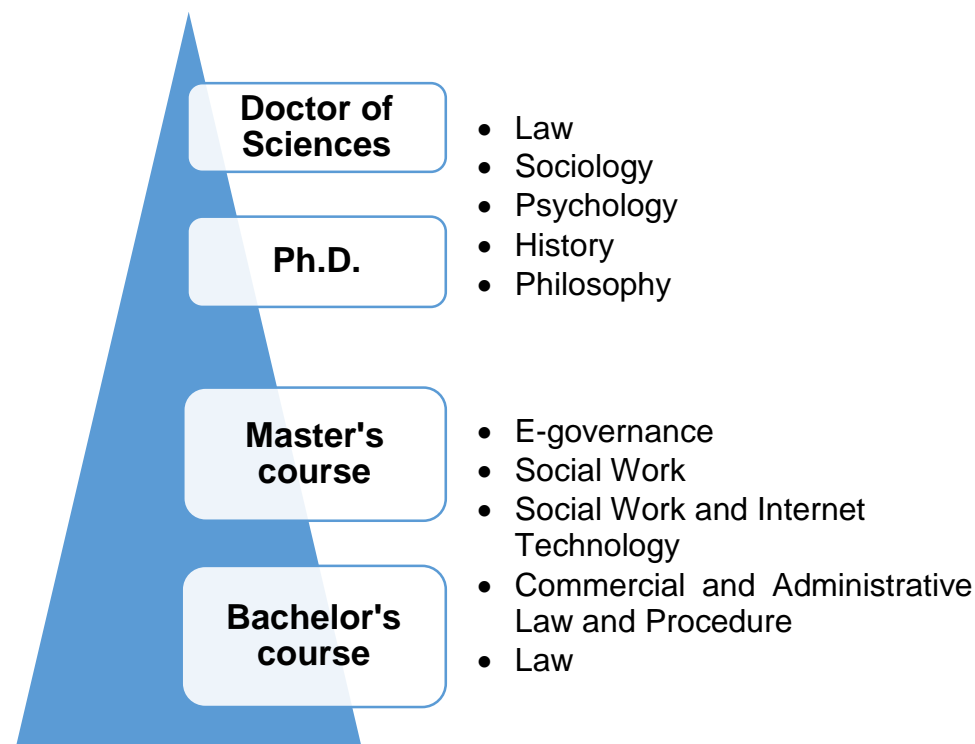 Doctor of
Sciences
• Law
• Sociology
• Psychology
• History
• Philosophy
Ph.D.
Master's
course
• E-governance
• Social Work
• Social Work and Internet
Technology
• Commercial and Administrative
Law and Procedure
• Law
Bachelor's
course